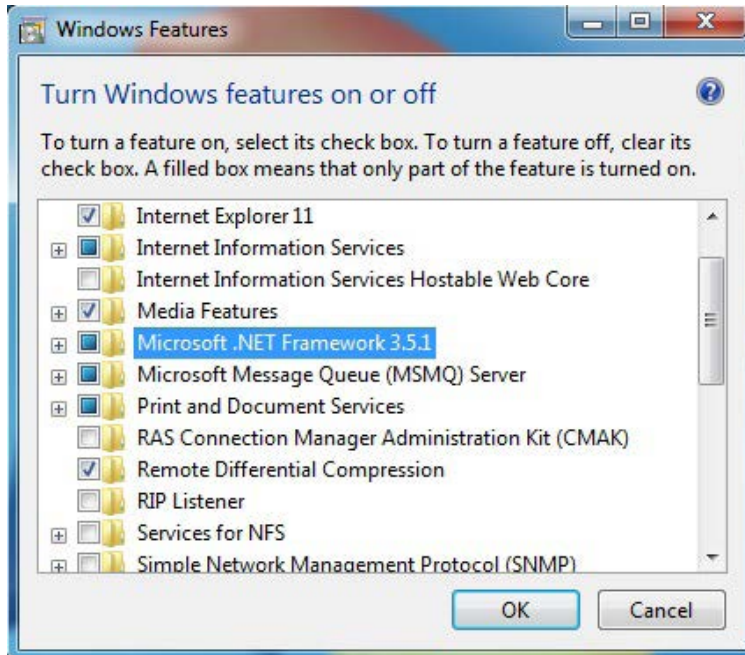 Windows Features
Turn Windows features on or off
To turn a feature on, select its check box. To turn a feature off, clear its
check box. A filled box means that only part of the feature is turned on.
Internet Explorer 11
Internet Information Services
Internet Information Services Hostable Web Core
Media Features
Microsoft .NET Framework 3.5.1
Microsoft Message Queue (MSMQ) Server
Print and Document Services
RAS Connection Manager Administration Kit (CMAK)
Remote Differential Compression
RIP Listener
Services for NFS
Simple Network Management Protocol (SNMP)
OK Cancel